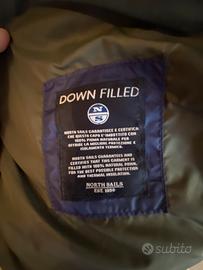 DOWN FILLED
NS
NORTH SAILS GARANTISCE E CERTIFICA
CHE QUESTO CAPO È IMBOTTITO CON
100% PIUMA NATURALE PER
OFFRIRE LA MIGLIOR PROTEZIONE E
ISOLAMENTO TERMICO.
NORTH SAILS GUARANTEES AND
CERTIFIES THAT THIS GARMENT IS
FILLED WITH 100% NATURAL DOWN,
FOR THE BEST POSSIBLE PROTECTION
AND THERMAL INSULATION.
NORTH SAILS
EST. 1959
subito